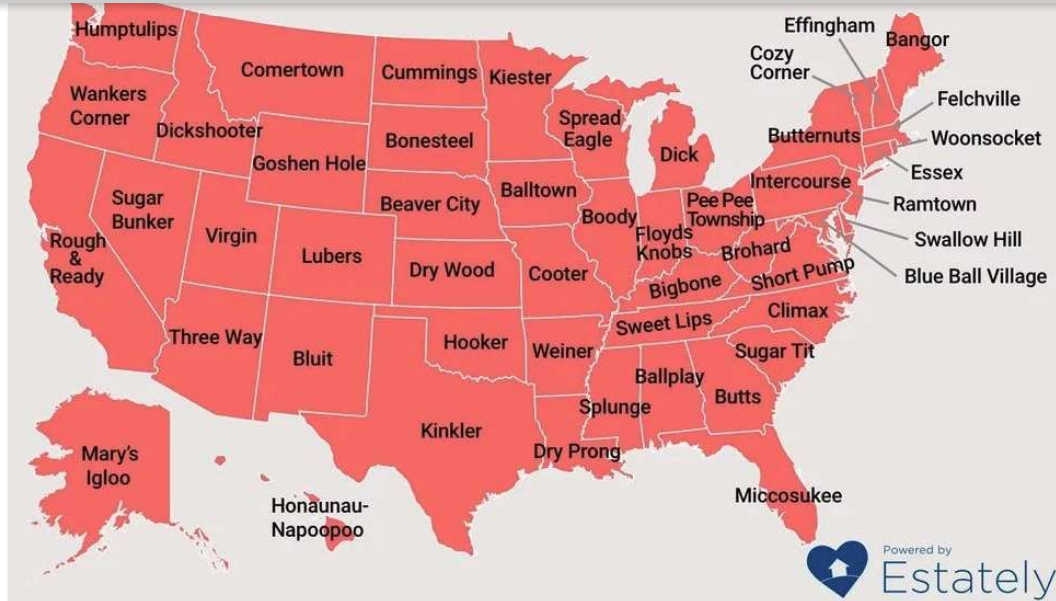 Humptulips
Effingham
Bangor
Cozy
Corner
Comertown
Cummings
Kiester
Wankers
Corner
Felchville
Dickshooter
Spread
Eagle
Butternuts
Woonsocket
Bonesteel
Dick
Goshen Hole
Essex
Intercourse
Balltown
Sugar
Bunker
Beaver City
Pee Pee
Township
Ramtown
Boody
Virgin
Floyds
Knobs
Swallow Hill
Rough
&
Ready
Lubers
Brohard
Dry Wood
Cooter
Bigbone
Short Pump
Blue Ball Village
Climax
Sweet Lips
Three Way
Hooker
Weiner
Sugar Tit
Bluit
Ballplay
Butts
Splunge
Kinkler
Dry Prong
Mary's
Igloo
Miccosukee
Honaunau-
Napoopoo
Powered by
Estately